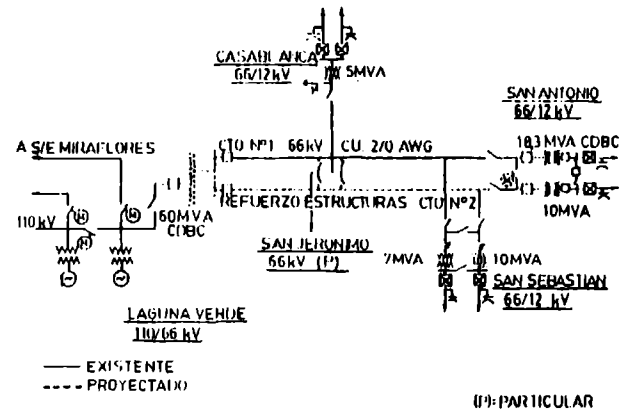 CASABLANCA
66/12 kV
5MVA
SAN ANTONIO
66/12 kV
A S/E MIRAFLORES
CTO Nº1 66kV CU. 2/0 AWG
18,3 MVA CDBC
110 kV
60MVA
CDBC
REFUERZO ESTRUCTURAS CTO Nº2
10MVA
SAN JERONIMO
66 kV (P)
7MVA
10MVA
SAN SEBASTIAN
66/12 kV
LAGUNA VERDE
110/66 kV
EXISTENTE
PROYECTADO
(P):PARTICULAR